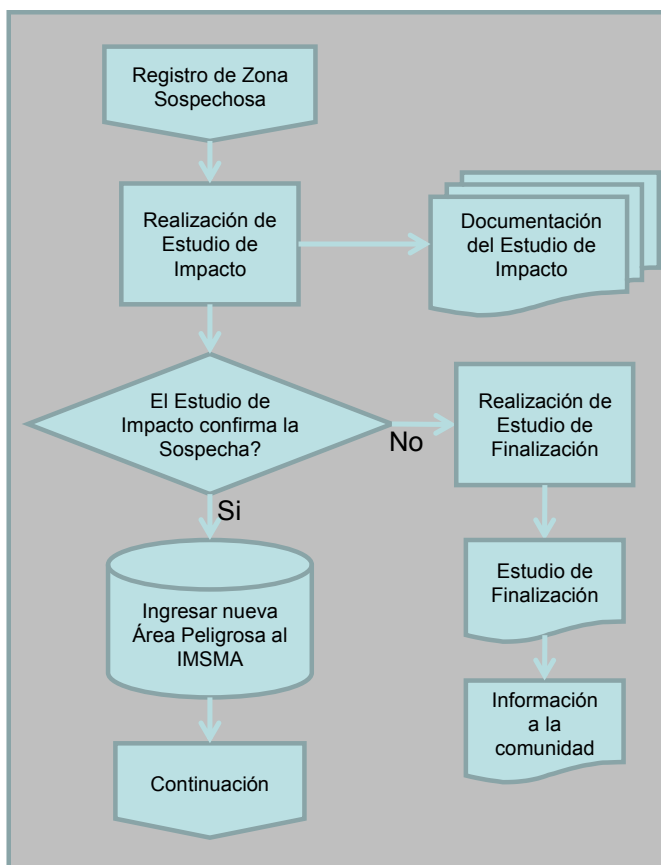 Registro de Zona
Sospechosa
Realización de
Estudio de
Impacto
Documentación
del Estudio de
Impacto
El Estudio de
Impacto confirma la
Sospecha?
No
Realización de
Estudio de
Finalización
Si
Ingresar nueva
Área Peligrosa al
IMSMA
Estudio de
Finalización
Información
a la
comunidad
Continuación